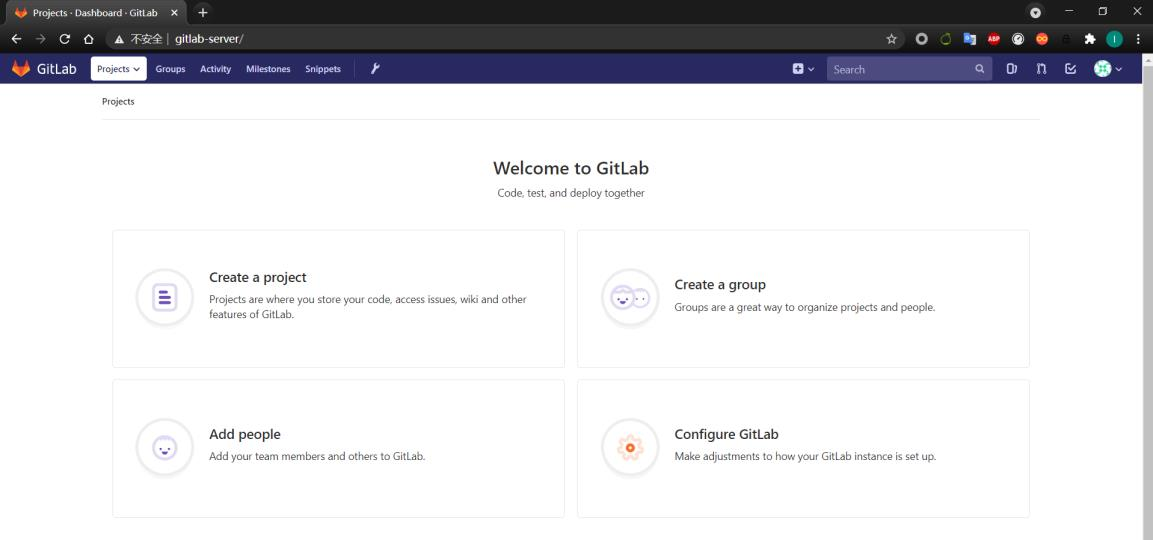 Projects · Dashboard · GitLab
不安全 | gitlab-server/
GitLab Projects Groups Activity Milestones Snippets Search
Projects
Welcome to GitLab
Code, test, and deploy together
Create a project
Projects are where you store your code, access issues, wiki and other
features of GitLab.
Create a group
Groups are a great way to organize projects and people.
Add people
Add your team members and others to GitLab.
Configure GitLab
Make adjustments to how your GitLab instance is set up.